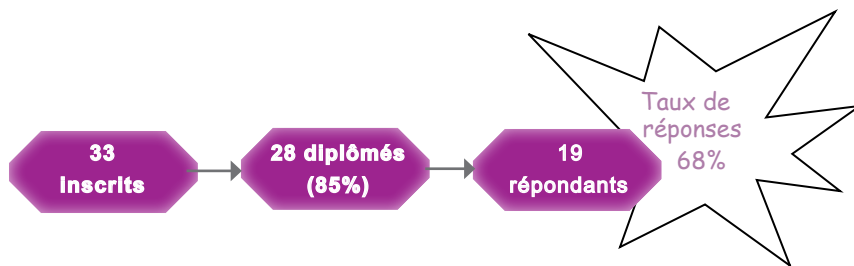 33
inscrits
28 diplômés
(85%)
19
répondants
Taux de
réponses
68%